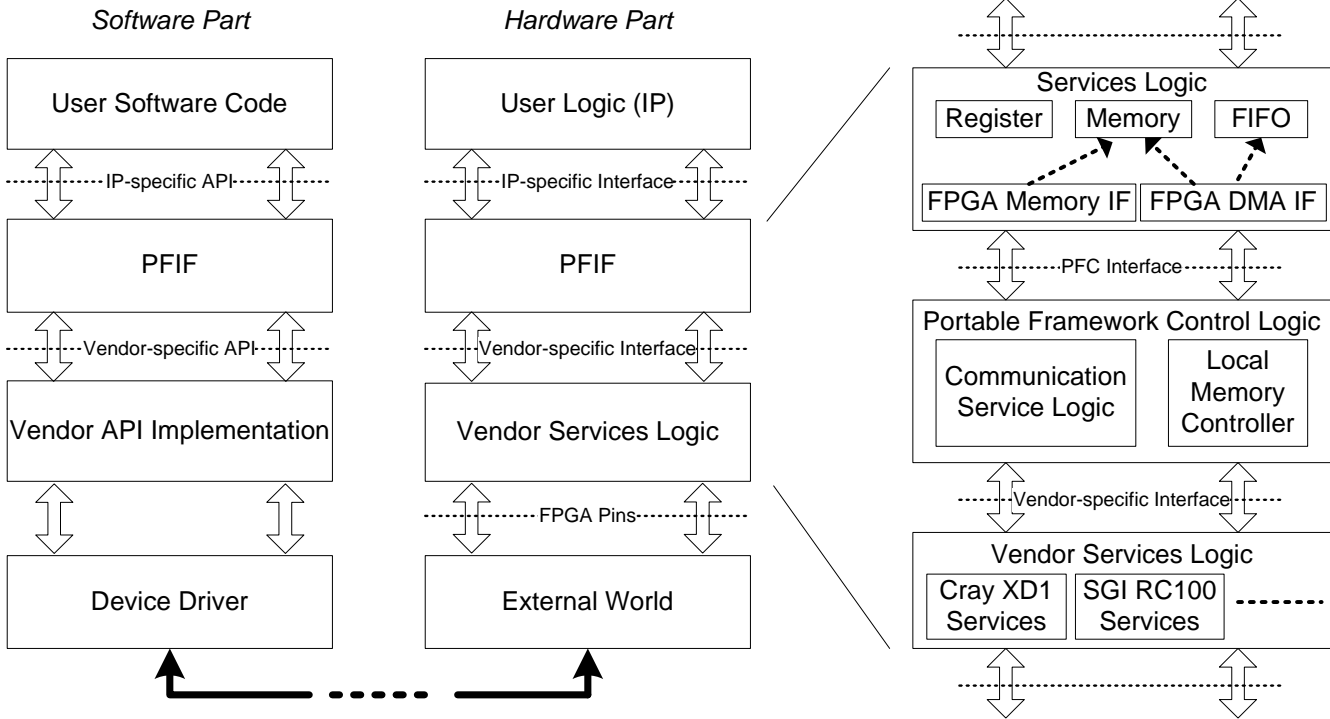 Software Part
User Software Code
IP-specific API
PFIF
Vendor-specific API
Vendor API Implementation
Device Driver
Hardware Part
User Logic (IP)
IP-specific Interface
PFIF
Vendor-specific Interface
Vendor Services Logic
FPGA Pins
External World
Services Logic
Register
Memory
FIFO
FPGA Memory IF
FPGA DMA IF
PFC Interface
Portable Framework Control Logic
Communication
Service Logic
Local
Memory
Controller
Vendor-specific Interface
Vendor Services Logic
Cray XD1
Services
SGI RC100
Services